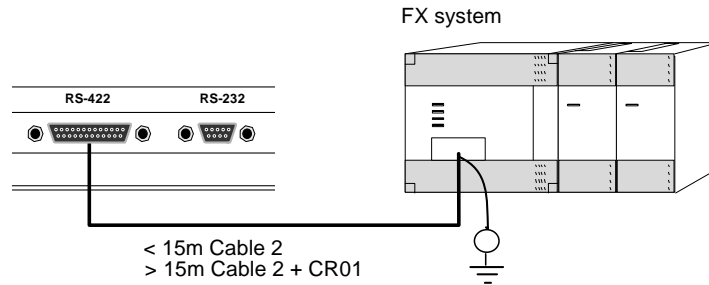 FX system
RS-422
RS-232
< 15m Cable 2
> 15m Cable 2 + CR01